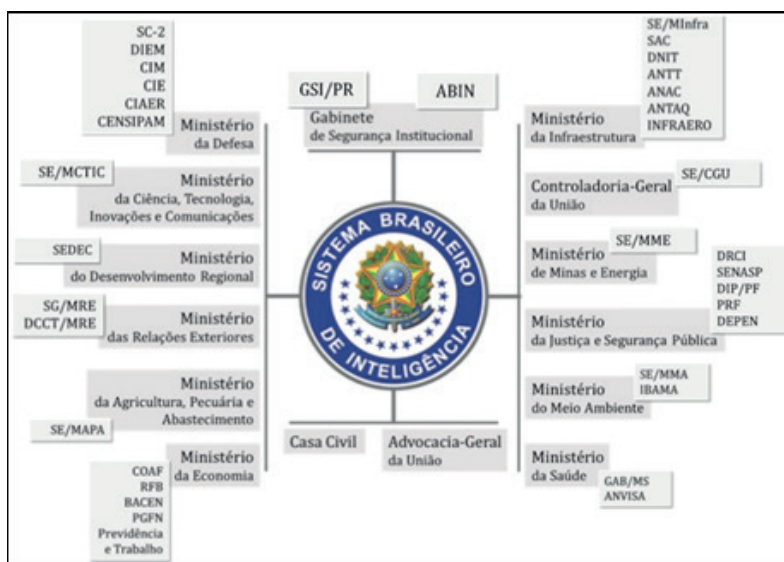 SC-2
DIEM
CIM
CIE
CIAER
CENSIPAM
Ministério
da Defesa
SE/MCTIC
Ministério
da Ciência, Tecnologia,
Inovações e Comunicações
SEDEC
Ministério
do Desenvolvimento Regional
SG/MRE
DCCT/MRE
Ministério
das Relações Exteriores
Ministério
da Agricultura, Pecuária e
Abastecimento
SE/MAPA
Ministério
da Economia
COAF
RFB
BACEN
PGFN
Previdência
e Trabalho
GSI/PR
ABIN
Gabinete
de Segurança Institucional
SISTEMA BRASILEIRO
DE INTELIGÊNCIA
Casa Civil
Advocacia-Geral
da União
SE/MInfra
SAC
DNIT
ANTT
ANAC
ANTAQ
INFRAERO
Ministério
da Infraestrutura
Controladoria-Geral
da União
SE/CGU
SE/MME
Ministério
de Minas e Energia
DRCI
SENASP
DIP/PF
PRF
DEPEN
Ministério
da Justiça e Segurança Pública
SE/MMA
IBAMA
Ministério
do Meio Ambiente
Ministério
da Saúde
GAB/MS
ANVISA